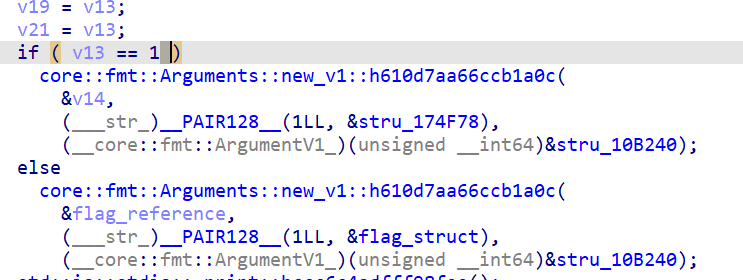 v19 = v13;
v21 = v13;
if ( v13 == 1 )
core::fmt::Arguments::new_v1::h610d7aa66ccb1a0c(
&v14,
(___str_)__PAIR128__(1LL, &stru_174F78),
(__core::fmt::ArgumentV1_)(unsigned __int64)&stru_10B240);
else
core::fmt::Arguments::new_v1::h610d7aa66ccb1a0c(
&flag_reference,
(___str_)__PAIR128__(1LL, &flag_struct),
(__core::fmt::ArgumentV1_)(unsigned __int64)&stru_10B240);